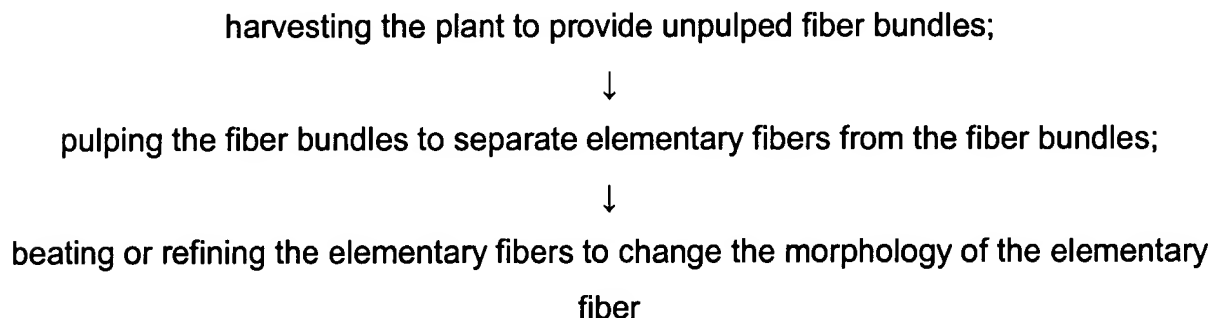 harvesting the plant to provide unpulped fiber bundles;
↓
pulping the fiber bundles to separate elementary fibers from the fiber bundles;
↓
beating or refining the elementary fibers to change the morphology of the elementary
fiber